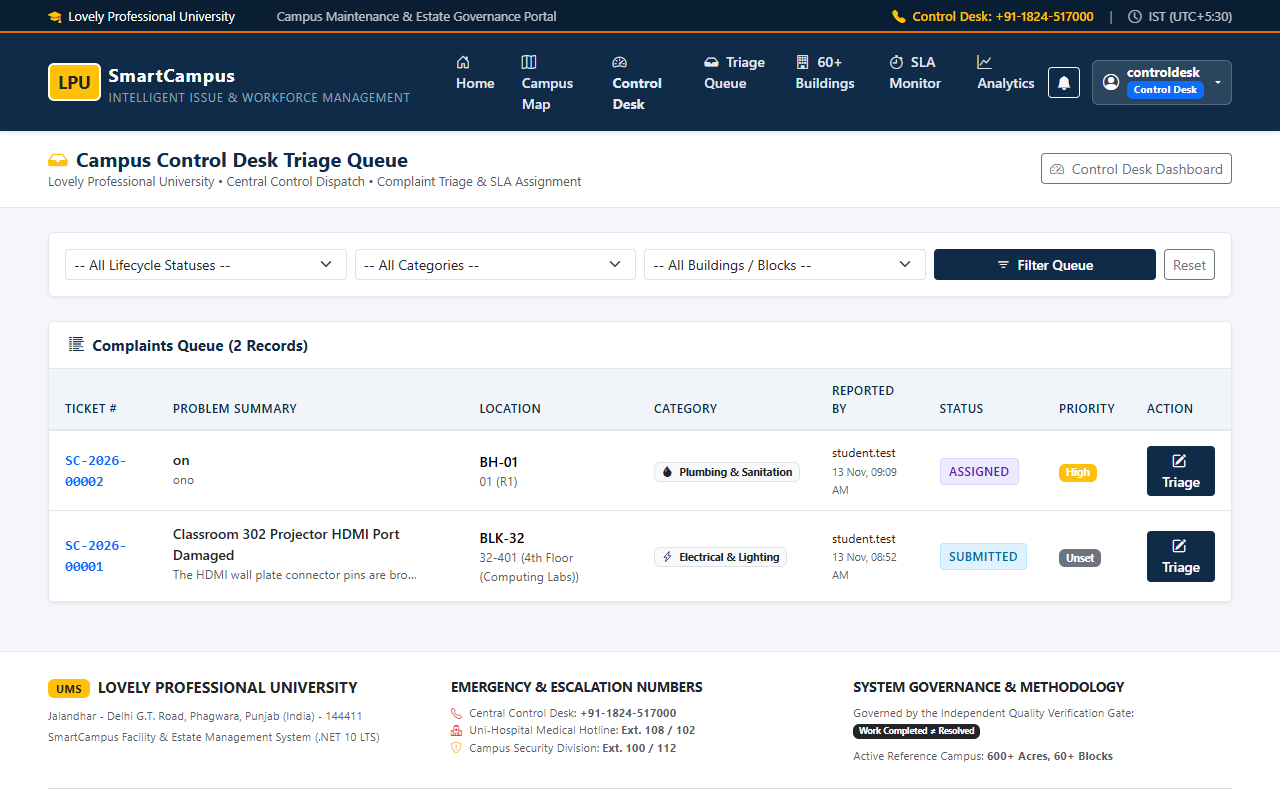 Lovely Professional University
Campus Maintenance & Estate Governance Portal
Control Desk: +91-1824-517000 | IST (UTC+5:30)
LPU
SmartCampus
INTELLIGENT ISSUE & WORKFORCE MANAGEMENT
Home
Campus Map
Control Desk
Triage Queue
60+ Buildings
SLA Monitor
Analytics
controldesk
Control Desk
Campus Control Desk Triage Queue
Lovely Professional University • Central Control Dispatch • Complaint Triage & SLA Assignment
Control Desk Dashboard
-- All Lifecycle Statuses --
-- All Categories --
-- All Buildings / Blocks --
Filter Queue
Reset
Complaints Queue (2 Records)
TICKET # PROBLEM SUMMARY LOCATION CATEGORY REPORTED BY STATUS PRIORITY ACTION
SC-2026-00002
on
ono
BH-01
01 (R1)
Plumbing & Sanitation
student.test
13 Nov, 09:09 AM
ASSIGNED
High
Triage
SC-2026-00001
Classroom 302 Projector HDMI Port Damaged
The HDMI wall plate connector pins are bro...
BLK-32
32-401 (4th Floor (Computing Labs))
Electrical & Lighting
student.test
13 Nov, 08:52 AM
SUBMITTED
Unset
Triage
UMS LOVELY PROFESSIONAL UNIVERSITY
Jalandhar - Delhi G.T. Road, Phagwara, Punjab (India) - 144411
SmartCampus Facility & Estate Management System (.NET 10 LTS)
EMERGENCY & ESCALATION NUMBERS
Central Control Desk: +91-1824-517000
Uni-Hospital Medical Hotline: Ext. 108 / 102
Campus Security Division: Ext. 100 / 112
SYSTEM GOVERNANCE & METHODOLOGY
Governed by the Independent Quality Verification Gate:
Work Completed ≠ Resolved
Active Reference Campus: 600+ Acres, 60+ Blocks